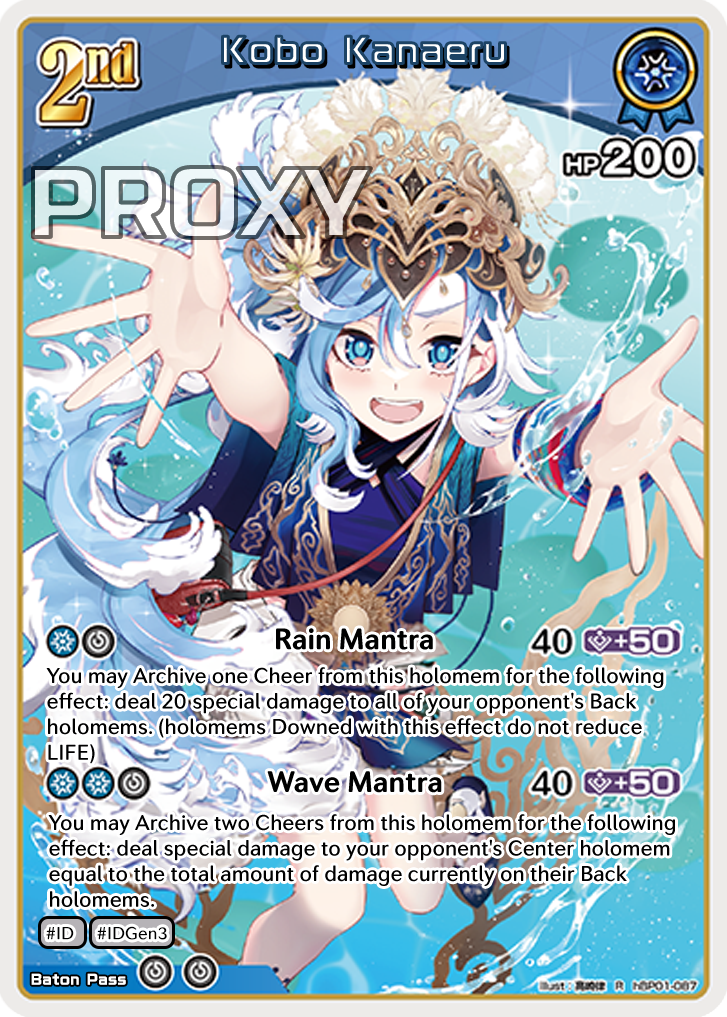 2nd
Kobo Kanaeru
HP200
PROXY
Rain Mantra 40 +50
You may Archive one Cheer from this holomem for the following
effect: deal 20 special damage to all of your opponent's Back
holomems. (holomems Downed with this effect do not reduce
LIFE)
Wave Mantra 40 +50
You may Archive two Cheers from this holomem for the following
effect: deal special damage to your opponent's Center holomem
equal to the total amount of damage currently on their Back
holomems.
#ID #IDGen3
Baton Pass
Illust : 高崎律 R hBP01-087